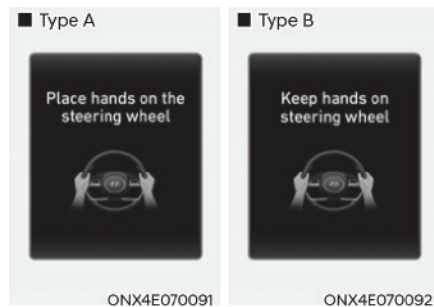 ■ Type A
Place hands on the
steering wheel
ONX4E070091
■ Type B
Keep hands on
steering wheel
ONX4E070092